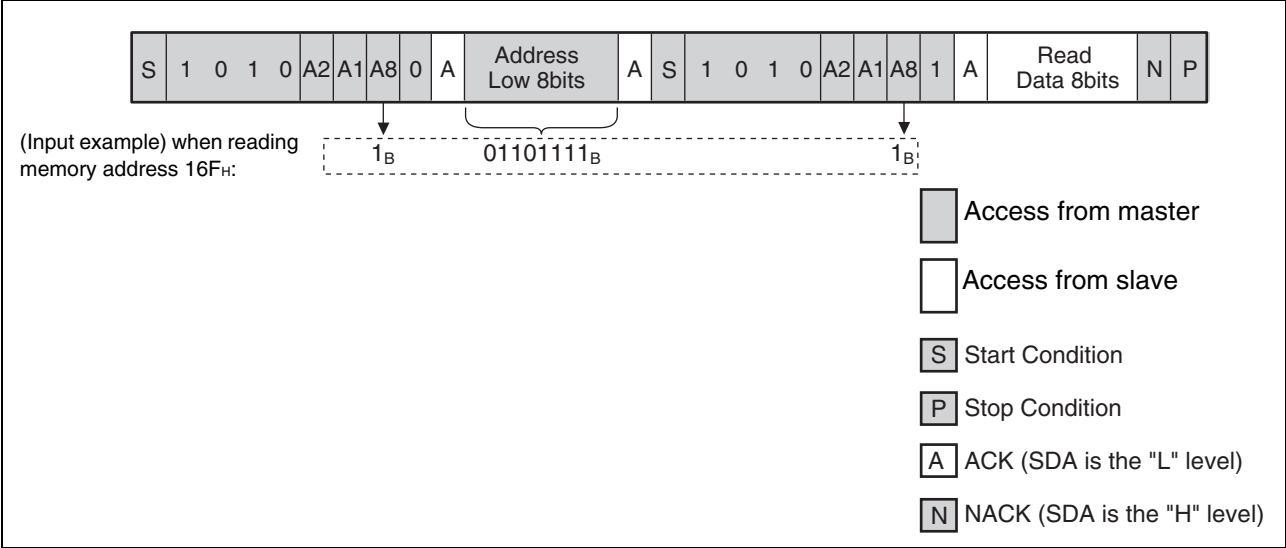 S 1 0 1 0 A2 A1 A8 0 A Address Low 8bits A S 1 0 1 0 A2 A1 A8 1 A Read Data 8bits N P
(Input example) when reading memory address 16FH:
1B 01101111B 1B
Access from master
Access from slave
S Start Condition
P Stop Condition
A ACK (SDA is the "L" level)
N NACK (SDA is the "H" level)